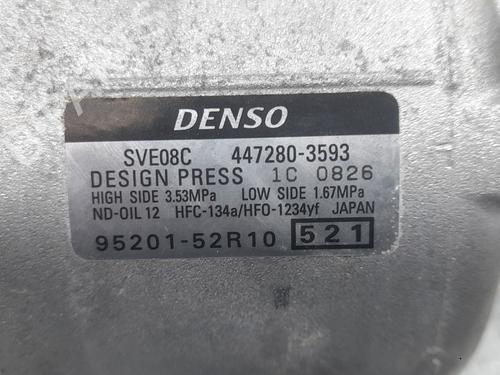 DENSO
SVE08C 447280-3593
DESIGN PRESS 1C 0826
HIGH SIDE 3.53MPa LOW SIDE 1.67MPa
ND-OIL 12 HFC-134a/HFO-1234yf JAPAN
95201-52R10 521